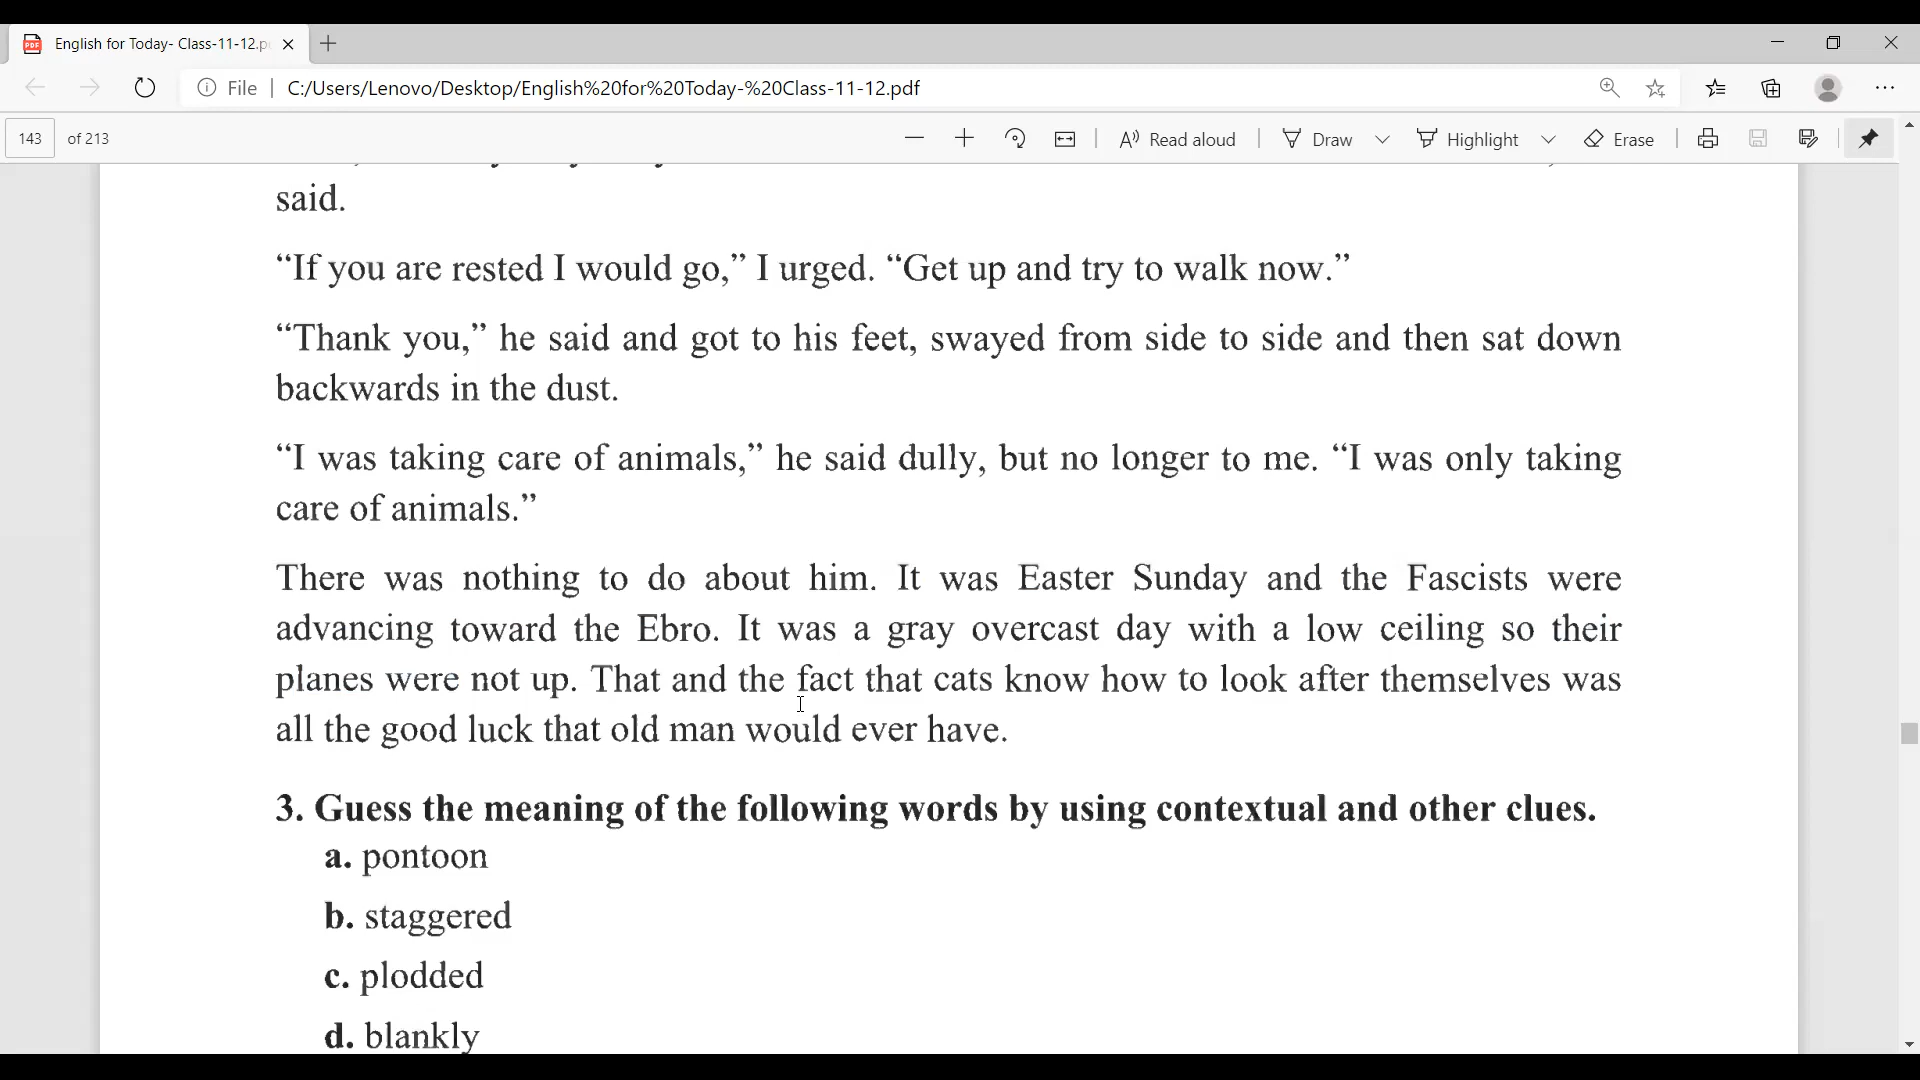 English for Today- Class-11-12.p
File | C:/Users/Lenovo/Desktop/English%20for%20Today-%20Class-11-12.pdf
143 of 213 Read aloud Draw Highlight Erase
said.
“If you are rested I would go,” I urged. “Get up and try to walk now.”
“Thank you,” he said and got to his feet, swayed from side to side and then sat down
backwards in the dust.
“I was taking care of animals,” he said dully, but no longer to me. “I was only taking
care of animals.”
There was nothing to do about him. It was Easter Sunday and the Fascists were
advancing toward the Ebro. It was a gray overcast day with a low ceiling so their
planes were not up. That and the fact that cats know how to look after themselves was
all the good luck that old man would ever have.
3. Guess the meaning of the following words by using contextual and other clues.
a. pontoon
b. staggered
c. plodded
d. blankly